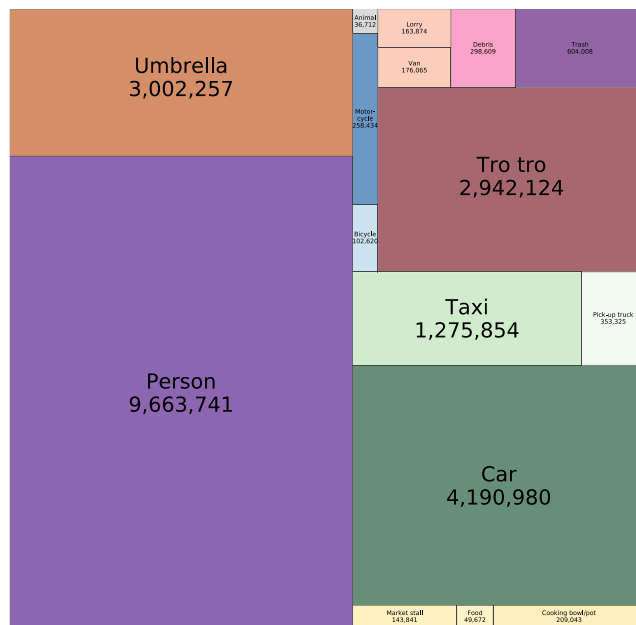 Umbrella
3,002,257
Person
9,663,741
Animal
36,712
Motor-
cycle
258,434
Bicycle
102,620
Lorry
163,874
Van
176,065
Debris
298,609
Trash
604,008
Tro tro
2,942,124
Taxi
1,275,854
Pick-up truck
353,325
Car
4,190,980
Market stall
143,841
Food
49,672
Cooking bowl/pot
209,043